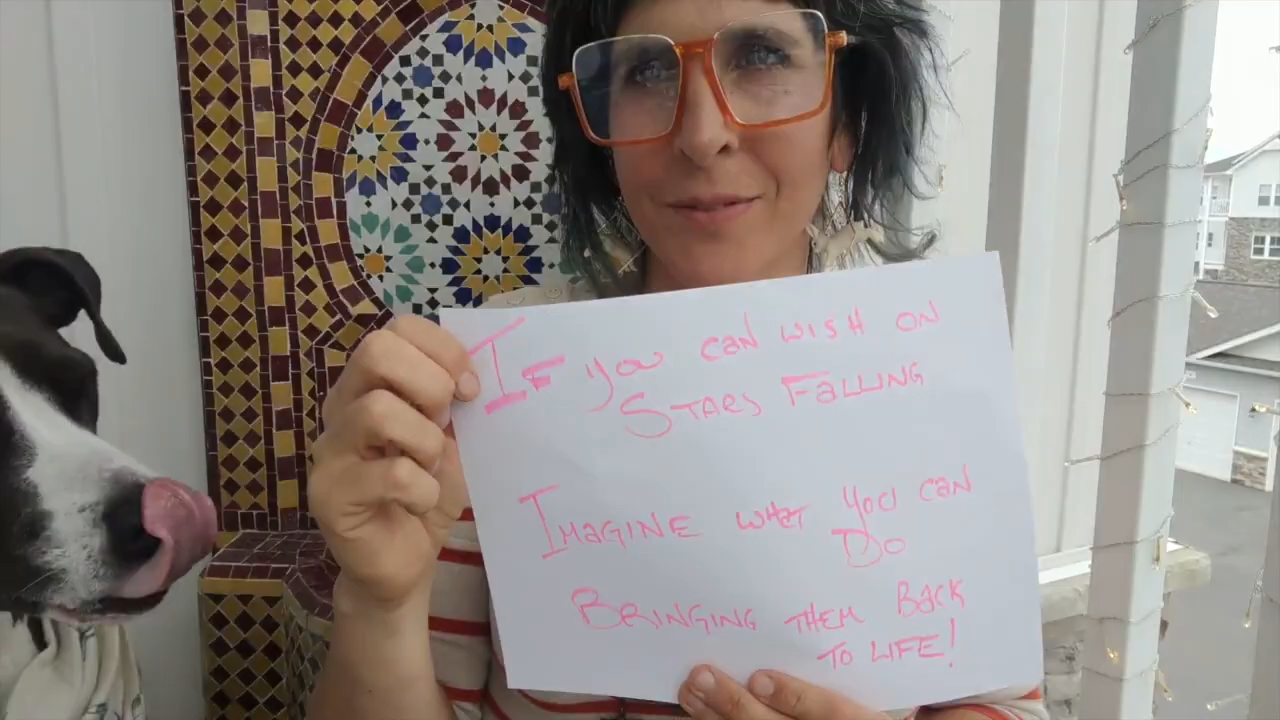 If you can wish on
Stars Falling
Imagine what you can
Do
Bringing them Back
to life!